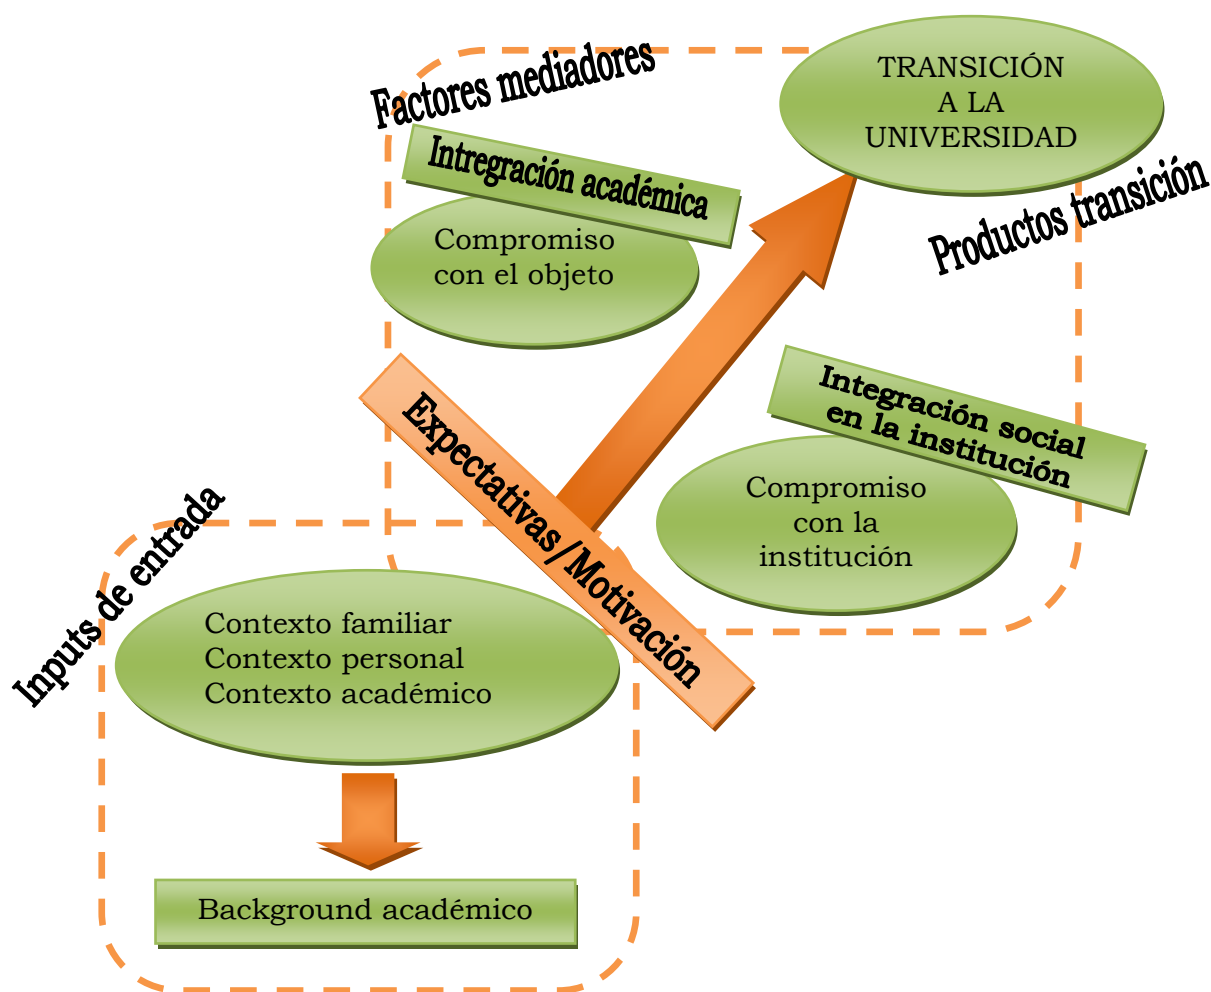 Factores mediadores
TRANSICIÓN
A LA
UNIVERSIDAD
Intregración académica
Productos transición
Compromiso
con el objeto
Integración social
en la institución
Expectativas/Motivación
Compromiso
con la
institución
Inputs de entrada
Contexto familiar
Contexto personal
Contexto académico
Background académico